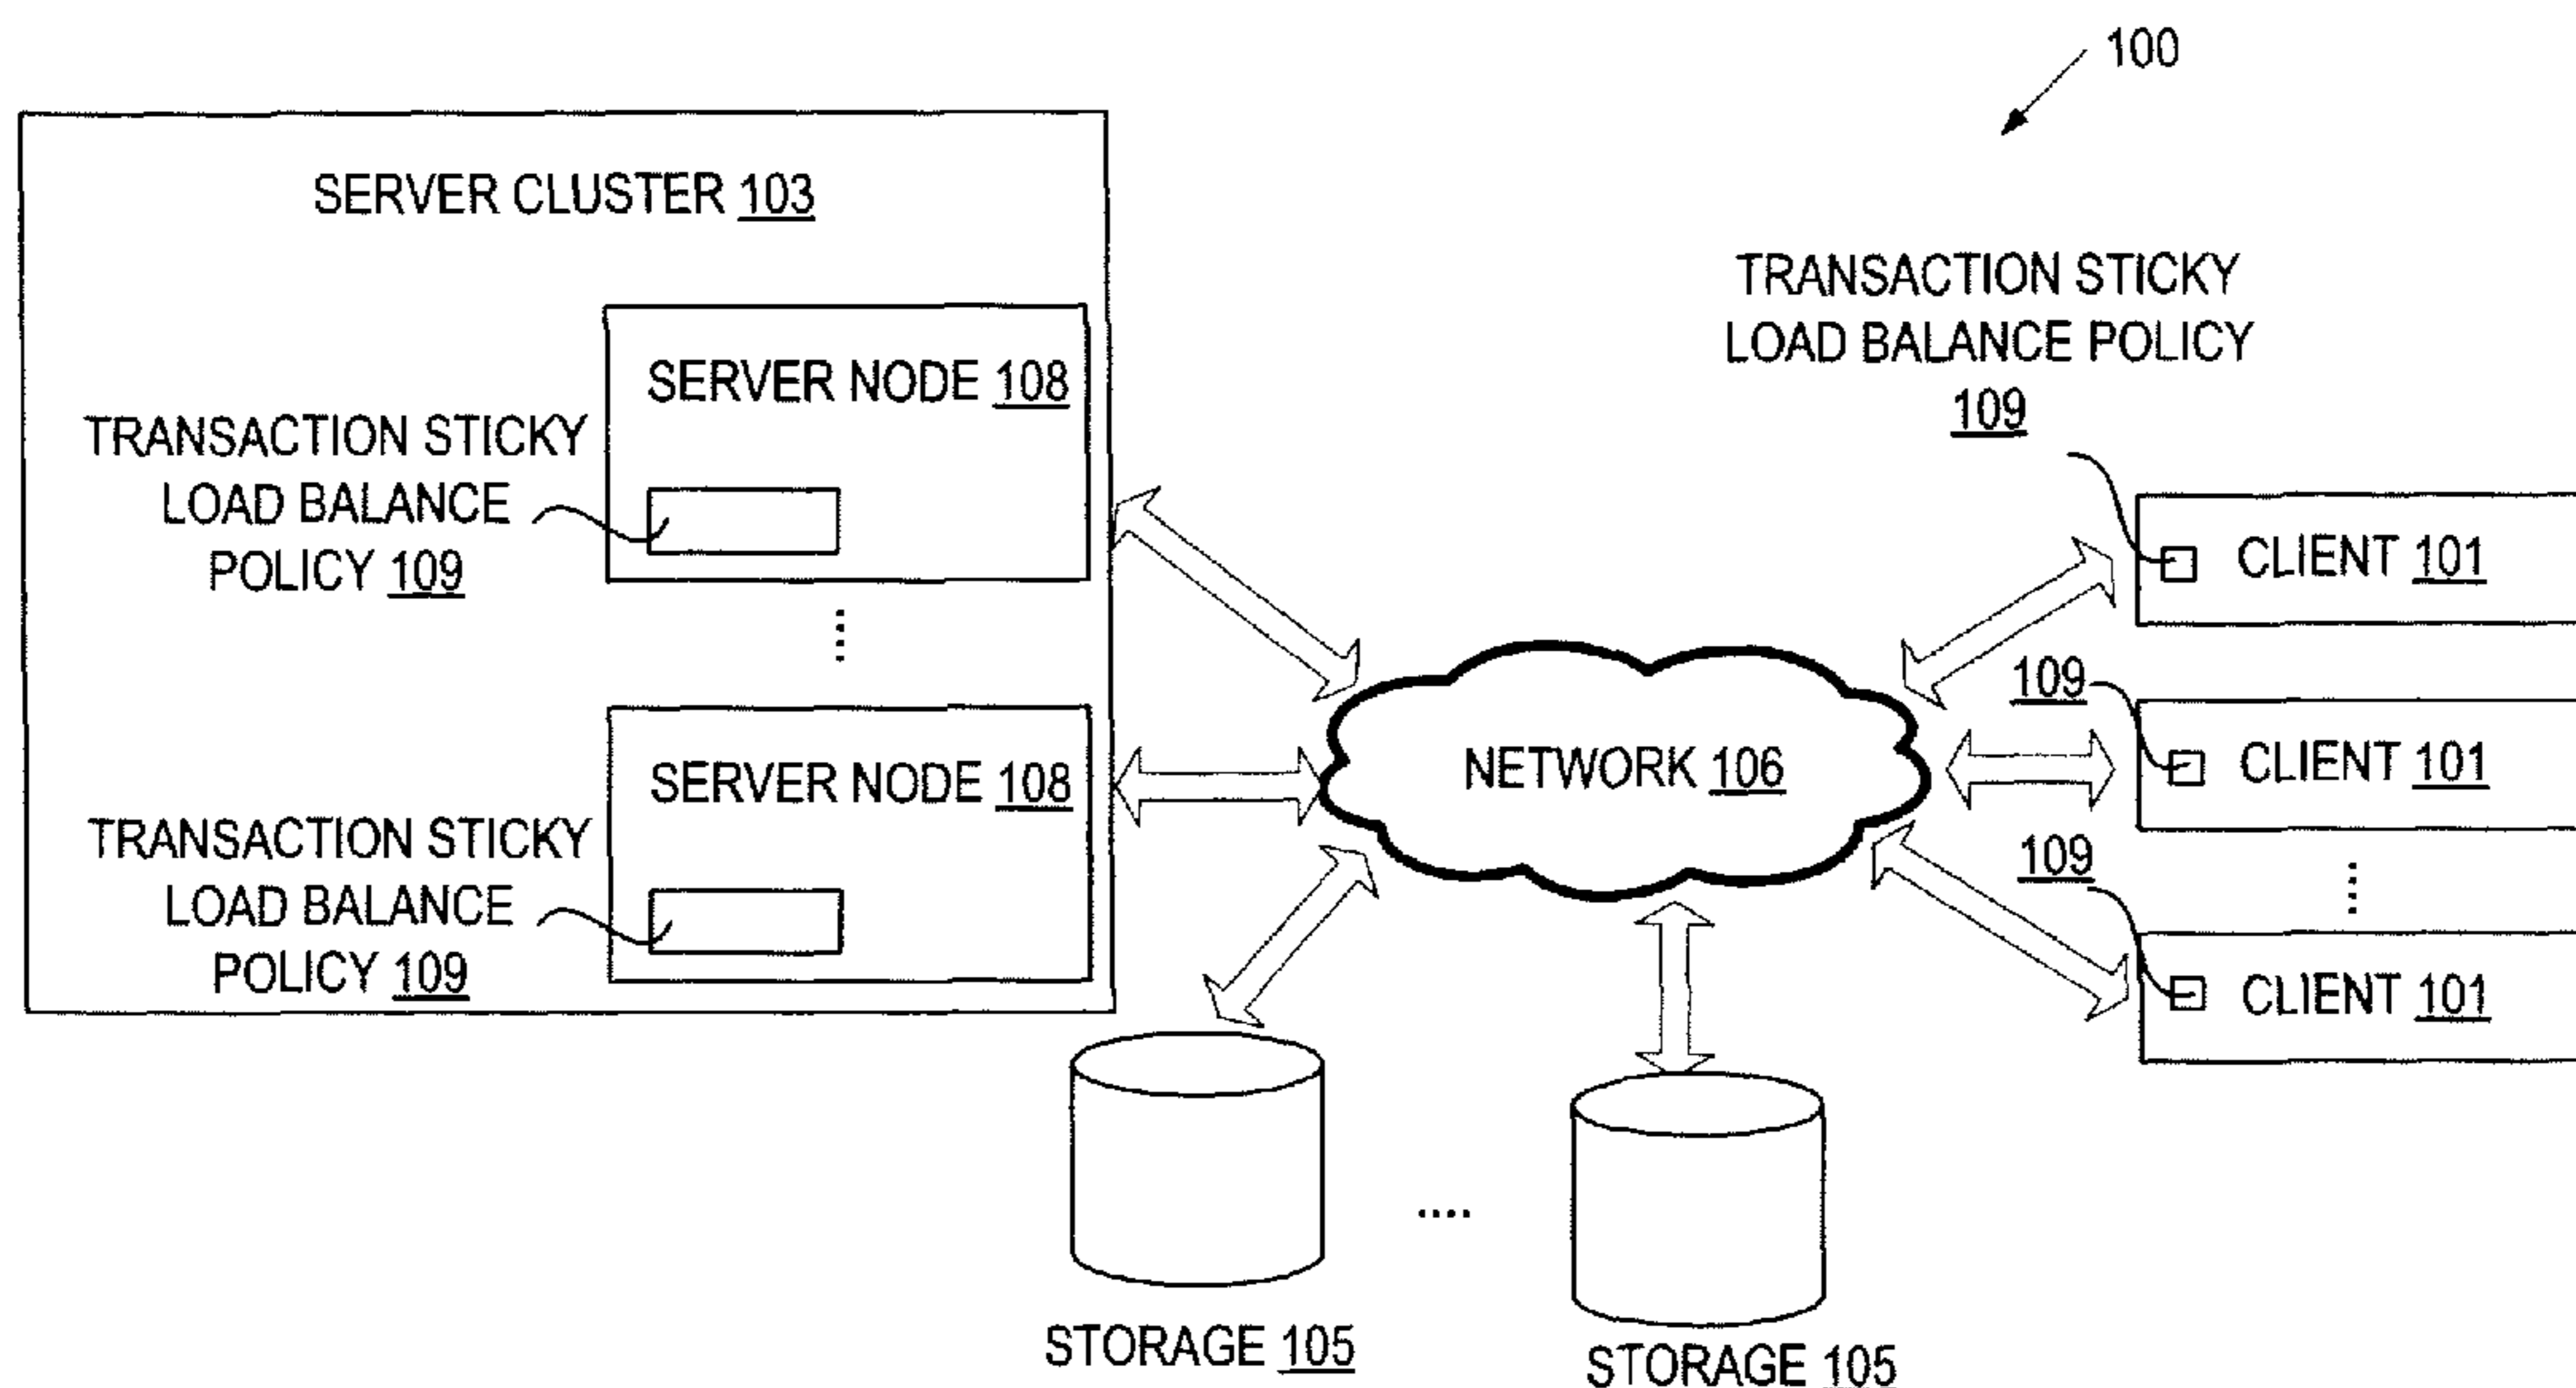 100
SERVER CLUSTER 103
TRANSACTION STICKY
LOAD BALANCE POLICY
109
SERVER NODE 108
TRANSACTION STICKY
LOAD BALANCE
POLICY 109
CLIENT 101
109
CLIENT 101
NETWORK 106
SERVER NODE 108
TRANSACTION STICKY
LOAD BALANCE
POLICY 109
109
CLIENT 101
STORAGE 105
STORAGE 105